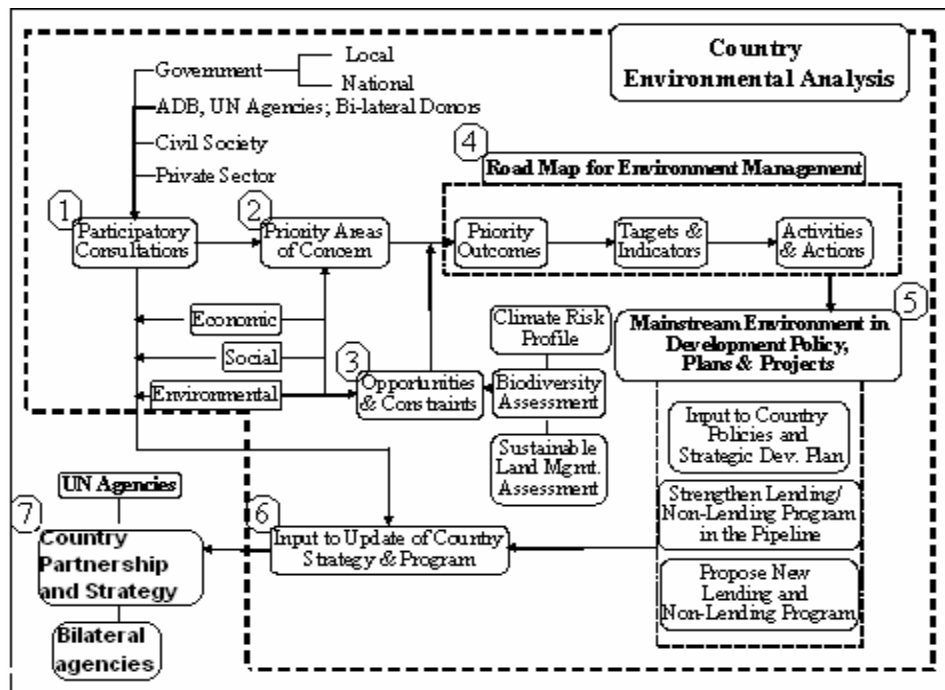 Country
Environmental Analysis
Government
Local
National
ADB, UN Agencies; Bi-lateral Donors
Civil Society
Private Sector
4
Road Map for Environment Management
1
Participatory
Consultations
2
Priority Areas
of Concern
Priority
Outcomes
Targets &
Indicators
Activities
& Actions
5
Mainstream Environment in
Development Policy,
Plans & Projects
Economic
Social
Environmental
3
Opportunities
& Constraints
Climate Risk
Profile
Biodiversity
Assessment
Sustainable
Land Mgmt.
Assessment
Input to Country
Policies and
Strategic Dev. Plan
Strengthen Lending/
Non-Lending Program
in the Pipeline
Propose New
Lending and
Non-Lending Program
6
Input to Update of Country
Strategy & Program
UN Agencies
7
Country
Partnership
and Strategy
Bilateral
agencies